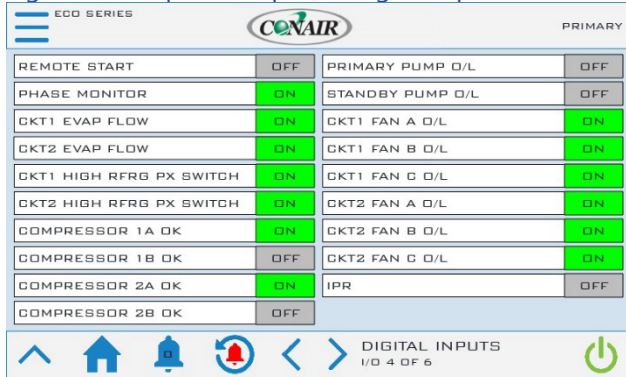 ECO SERIES
CONAIR
PRIMARY
REMOTE START OFF
PHASE MONITOR ON
CKT1 EVAP FLOW ON
CKT2 EVAP FLOW ON
CKT1 HIGH RFRG PX SWITCH ON
CKT2 HIGH RFRG PX SWITCH ON
COMPRESSOR 1A OK ON
COMPRESSOR 1B OK OFF
COMPRESSOR 2A OK ON
COMPRESSOR 2B OK OFF
PRIMARY PUMP O/L OFF
STANDBY PUMP O/L OFF
CKT1 FAN A O/L ON
CKT1 FAN B O/L ON
CKT1 FAN C O/L ON
CKT2 FAN A O/L ON
CKT2 FAN B O/L ON
CKT2 FAN C O/L ON
IPR OFF
0
DIGITAL INPUTS
I/O 4 OF 6